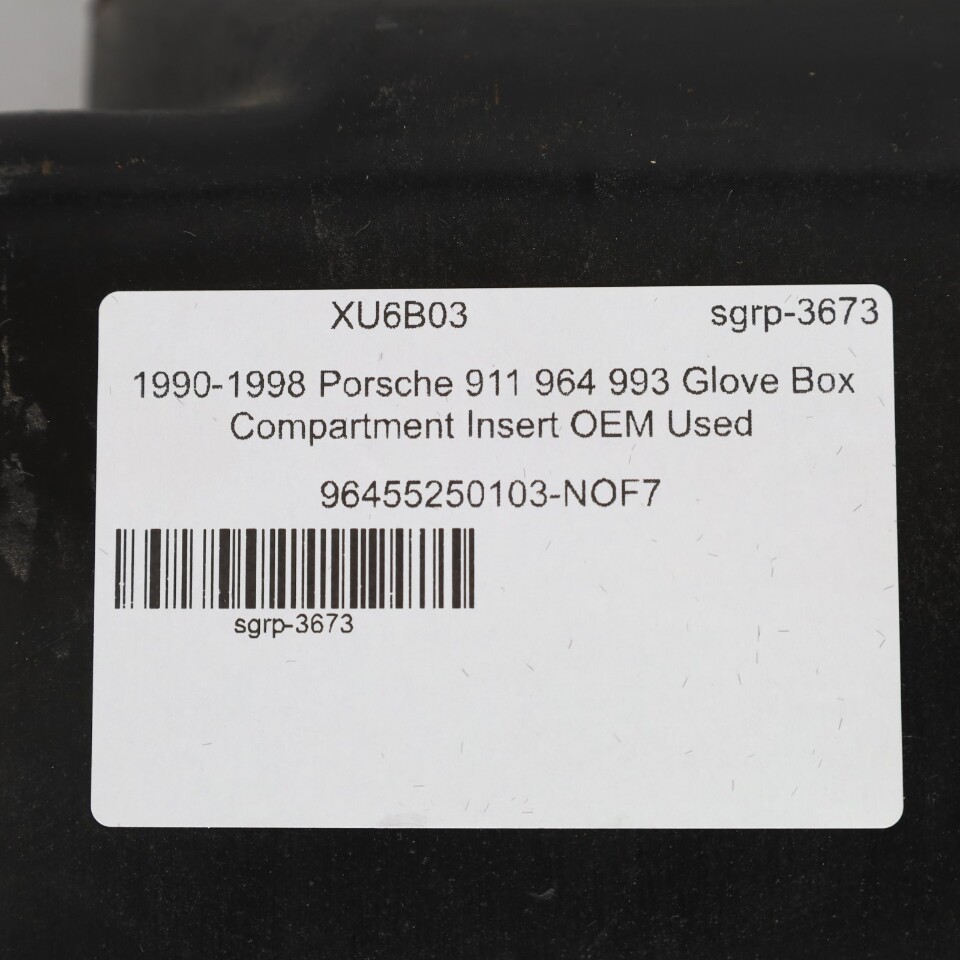 XU6B03 sgrp-3673
1990-1998 Porsche 911 964 993 Glove Box
Compartment Insert OEM Used
96455250103-NOF7
sgrp-3673